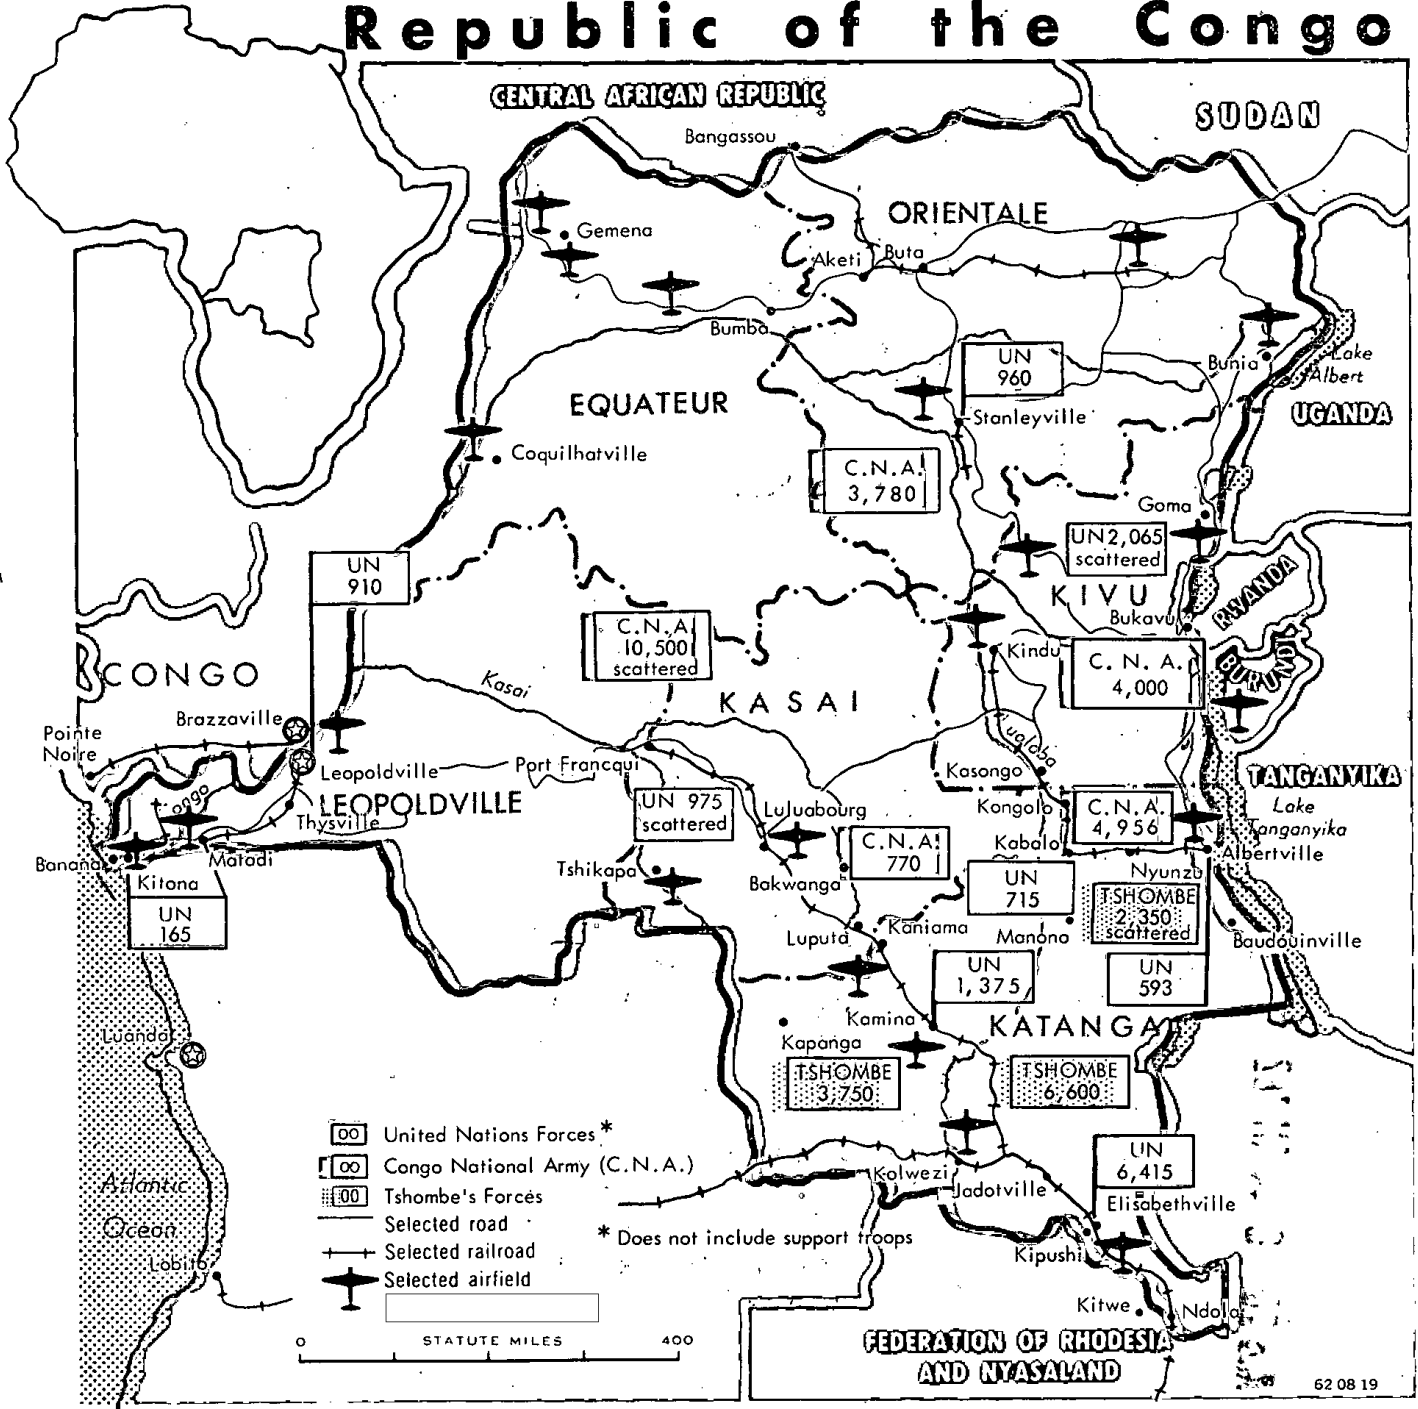 Republic of the Congo
CENTRAL AFRICAN REPUBLIC
SUDAN
Bangassou
ORIENTALE
Gemena
Aketi
Buta
Bumba
Bunia
Lake
Albert
UGANDA
UN
960
EQUATEUR
Stanleyville
Coquilhatville
C.N.A.
3,780
Goma
UN 2,065
scattered
UN
910
KIVU
RWANDA
Bukavu
C.N.A.
10,500
scattered
Kindu
BURUNDI
C. N. A.
4,000
CONGO
Kasai
KASAI
Brazzaville
Pointe
Noire
Lualaba
Leopoldville
Port Francqui
Kasongo
TANGANYIKA
LEOPOLDVILLE
Congo
Thysville
UN 975
scattered
Luluabourg
Kongolo
C.N.A.
4,956
Lake
Tanganyika
Banana
Matadi
Kitona
Tshikapa
Bakwanga
C.N.A.
770
Kabalo
Albertville
Nyunzu
UN
715
TSHOMBE
2,350
scattered
UN
165
Luputa
Kaniama
Manono
Baudouinville
UN
1,375
UN
593
Luanda
Kamina
KATANGA
Kapanga
TSHOMBE
3,750
TSHOMBE
6,600
00 United Nations Forces*
00 Congo National Army (C.N.A.)
00 Tshombe's Forces
Selected road
Selected railroad
Selected airfield
* Does not include support troops
UN
6,415
Kolwezi
Jadotville
Elisabethville
Kipushi
Atlantic
Ocean
Lobito
Kitwe
Ndola
0 STATUTE MILES 400
FEDERATION OF RHODESIA
AND NYASALAND
62 08 19